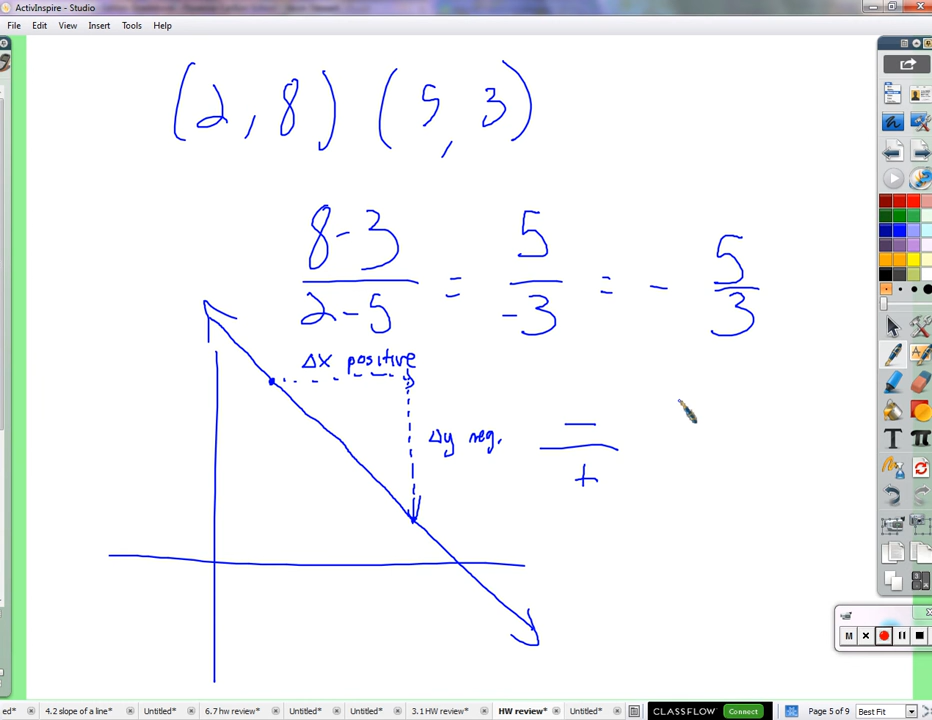 ActivInspire - Studio
File Edit View Insert Tools Help
(2, 8) (5, 3)
8-3 / 2-5 = 5 / -3 = - 5 / 3
Δx positive
Δy neg.
- / +
M
ed* 4.2 slope of a line* Untitled* 6.7 hw review* Untitled* Untitled* 3.1 HW review* HW review* Untitled* CLASSFLOW Connect Page 5 of 9 Best Fit